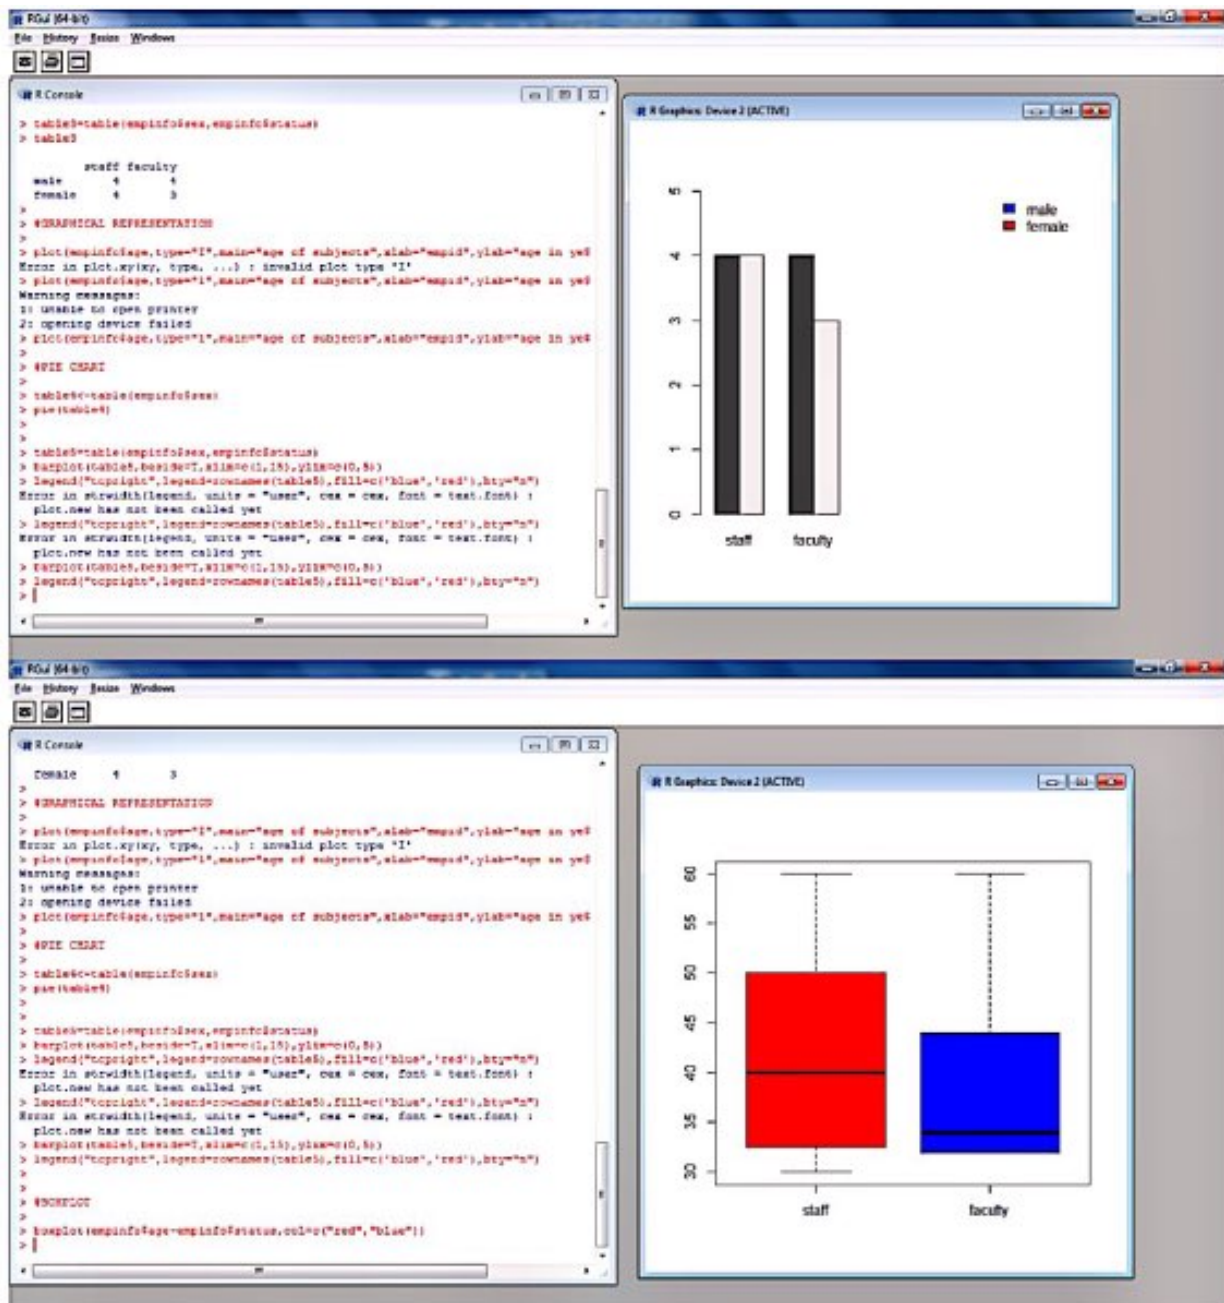 RGui (64-bit)
File History Resize Windows
R Console
> table5=table(empinfo$sex,empinfo$status)
> table5
staff faculty
male 4 4
female 4 3
>
> #GRAPHICAL REPRESENTATION
>
> plot(empinfo$age,type="I",main="age of subjects",xlab="empid",ylab="age in ye$
Error in plot.xy(xy, type, ...) : invalid plot type 'I'
> plot(empinfo$age,type="l",main="age of subjects",xlab="empid",ylab="age in ye$
Warning messages:
1: unable to open printer
2: opening device failed
> plot(empinfo$age,type="l",main="age of subjects",xlab="empid",ylab="age in ye$
>
> #PIE CHART
>
> table4<-table(empinfo$sex)
> pie(table4)
>
>
> table5=table(empinfo$sex,empinfo$status)
> barplot(table5,beside=T,xlim=c(1,15),ylim=c(0,5))
> legend("topright",legend=rownames(table5),fill=c('blue','red'),bty="n")
Error in strwidth(legend, units = "user", cex = cex, font = text.font) :
plot.new has not been called yet
> legend("topright",legend=rownames(table5),fill=c('blue','red'),bty="n")
Error in strwidth(legend, units = "user", cex = cex, font = text.font) :
plot.new has not been called yet
> barplot(table5,beside=T,xlim=c(1,15),ylim=c(0,5))
> legend("topright",legend=rownames(table5),fill=c('blue','red'),bty="n")
>
R Graphics: Device 2 (ACTIVE)
5
4
3
2
1
0
male
female
staff faculty
RGui (64-bit)
File History Resize Windows
R Console
female 4 3
>
> #GRAPHICAL REPRESENTATION
>
> plot(empinfo$age,type="I",main="age of subjects",xlab="empid",ylab="age in ye$
Error in plot.xy(xy, type, ...) : invalid plot type 'I'
> plot(empinfo$age,type="l",main="age of subjects",xlab="empid",ylab="age in ye$
Warning messages:
1: unable to open printer
2: opening device failed
> plot(empinfo$age,type="l",main="age of subjects",xlab="empid",ylab="age in ye$
>
> #PIE CHART
>
> table4<-table(empinfo$sex)
> pie(table4)
>
>
> table5=table(empinfo$sex,empinfo$status)
> barplot(table5,beside=T,xlim=c(1,15),ylim=c(0,5))
> legend("topright",legend=rownames(table5),fill=c('blue','red'),bty="n")
Error in strwidth(legend, units = "user", cex = cex, font = text.font) :
plot.new has not been called yet
> legend("topright",legend=rownames(table5),fill=c('blue','red'),bty="n")
Error in strwidth(legend, units = "user", cex = cex, font = text.font) :
plot.new has not been called yet
> barplot(table5,beside=T,xlim=c(1,15),ylim=c(0,5))
> legend("topright",legend=rownames(table5),fill=c('blue','red'),bty="n")
>
>
> #BOXPLOT
>
> boxplot(empinfo$age~empinfo$status,col=c("red","blue"))
>
R Graphics: Device 2 (ACTIVE)
60
55
50
45
40
35
30
staff faculty